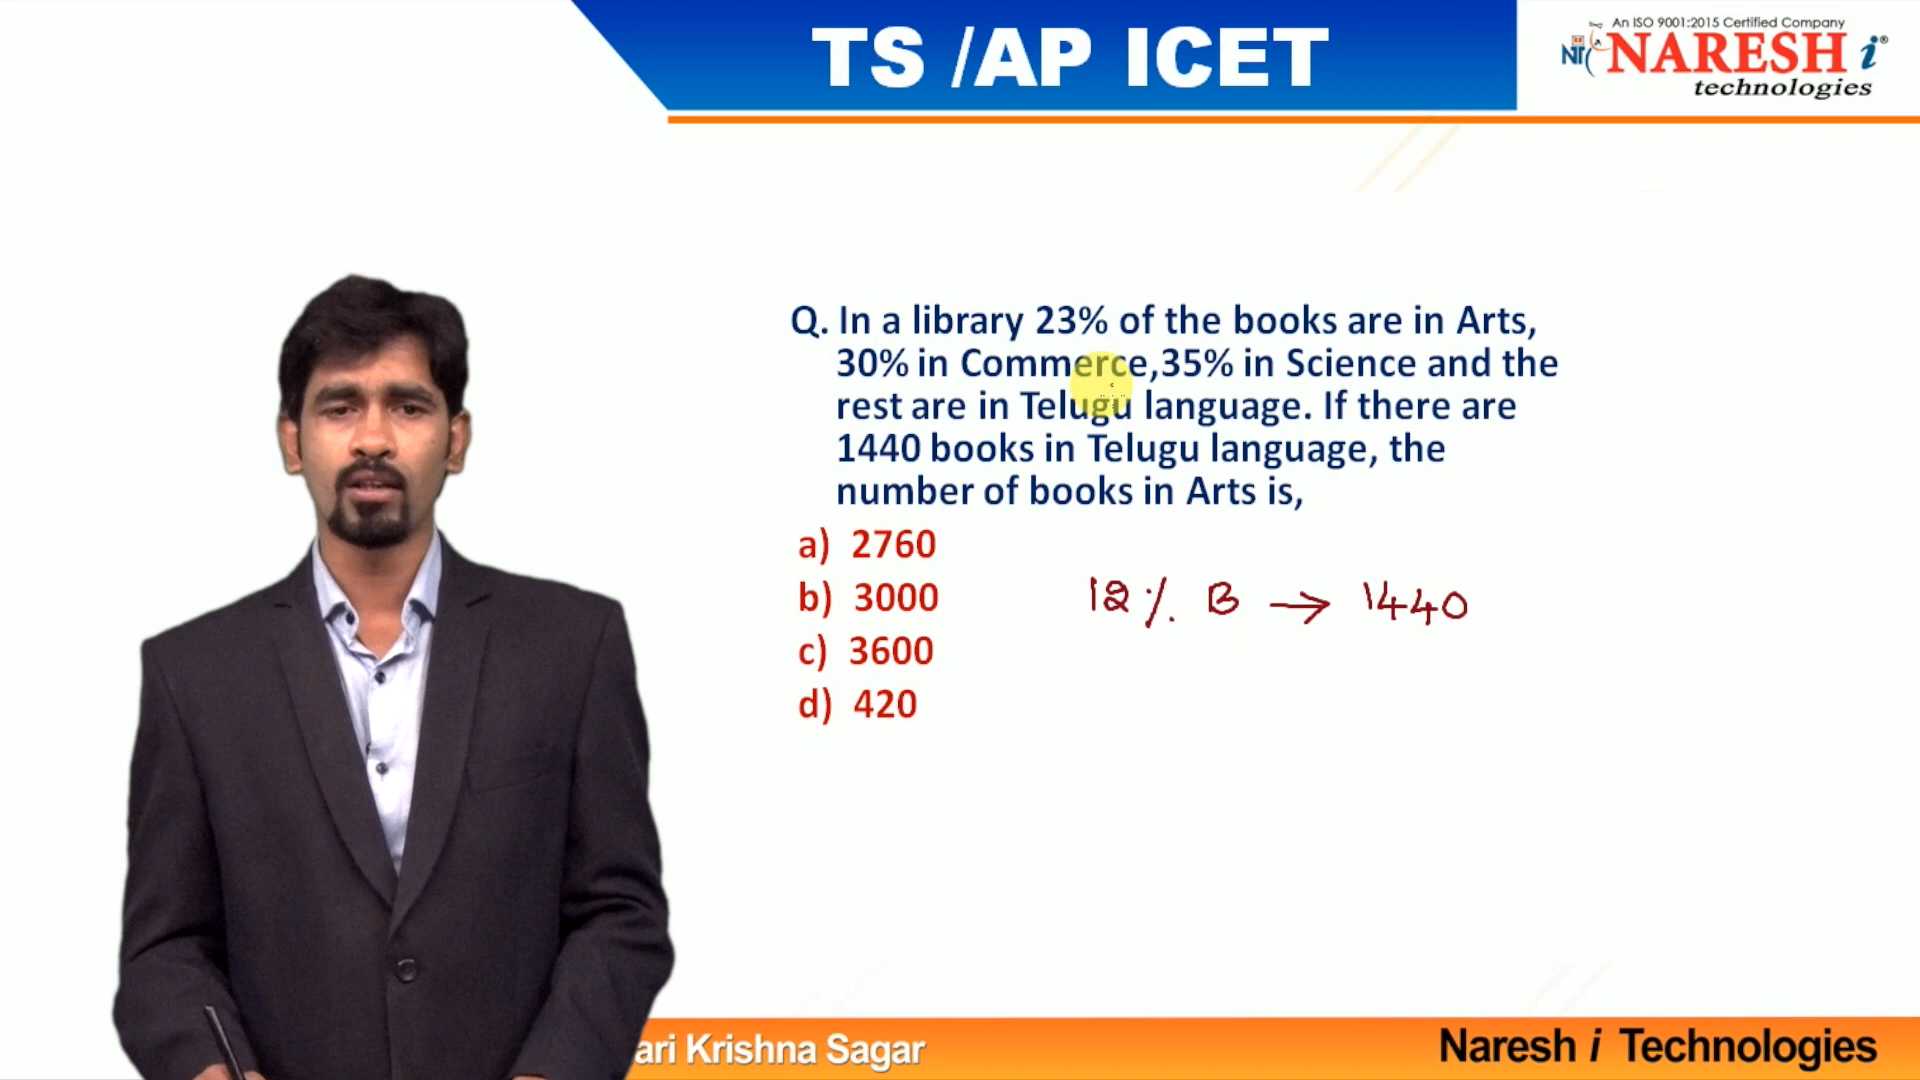 TS /AP ICET
An ISO 9001:2015 Certified Company
NARESH i
technologies
Q. In a library 23% of the books are in Arts,
30% in Commerce,35% in Science and the
rest are in Telugu language. If there are
1440 books in Telugu language, the
number of books in Arts is,
a) 2760
b) 3000
c) 3600
d) 420
12% B → 1440
ari Krishna Sagar
Naresh i Technologies